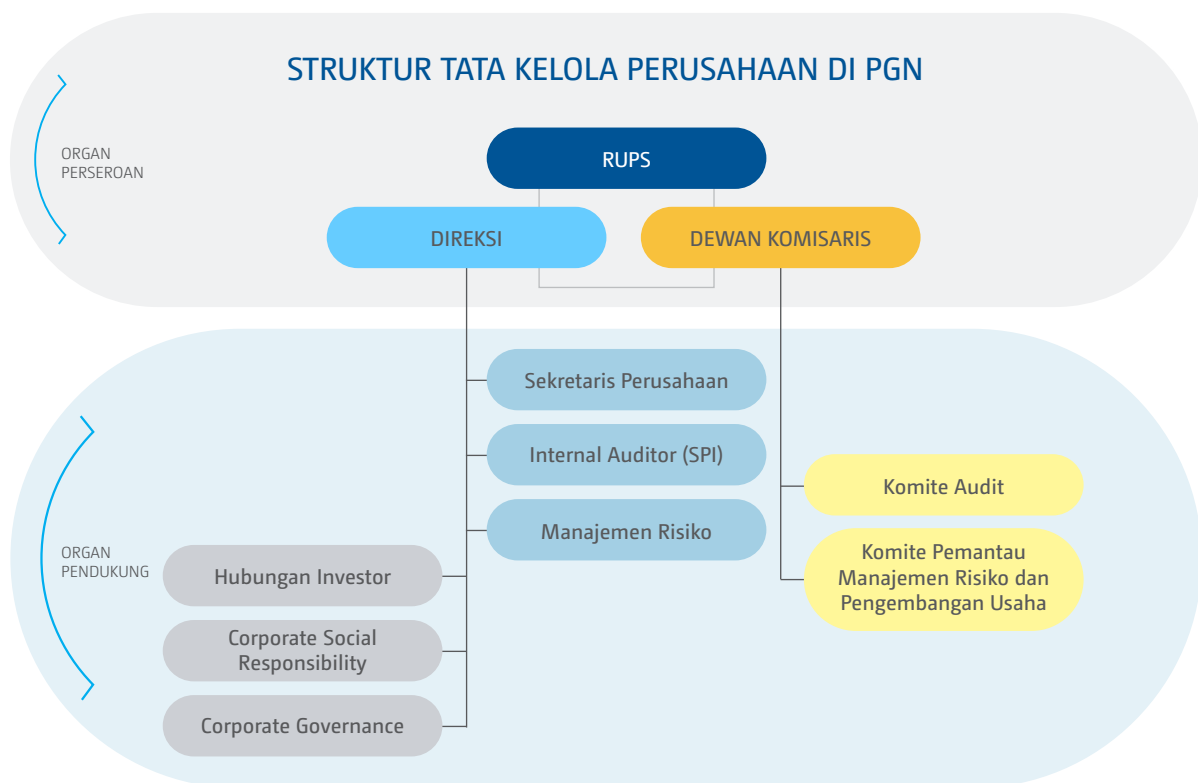 STRUKTUR TATA KELOLA PERUSAHAAN DI PGN
ORGAN
PERSEROAN
RUPS
DIREKSI
DEWAN KOMISARIS
ORGAN
PENDUKUNG
Sekretaris Perusahaan
Internal Auditor (SPI)
Manajemen Risiko
Hubungan Investor
Corporate Social
Responsibility
Corporate Governance
Komite Audit
Komite Pemantau
Manajemen Risiko dan
Pengembangan Usaha